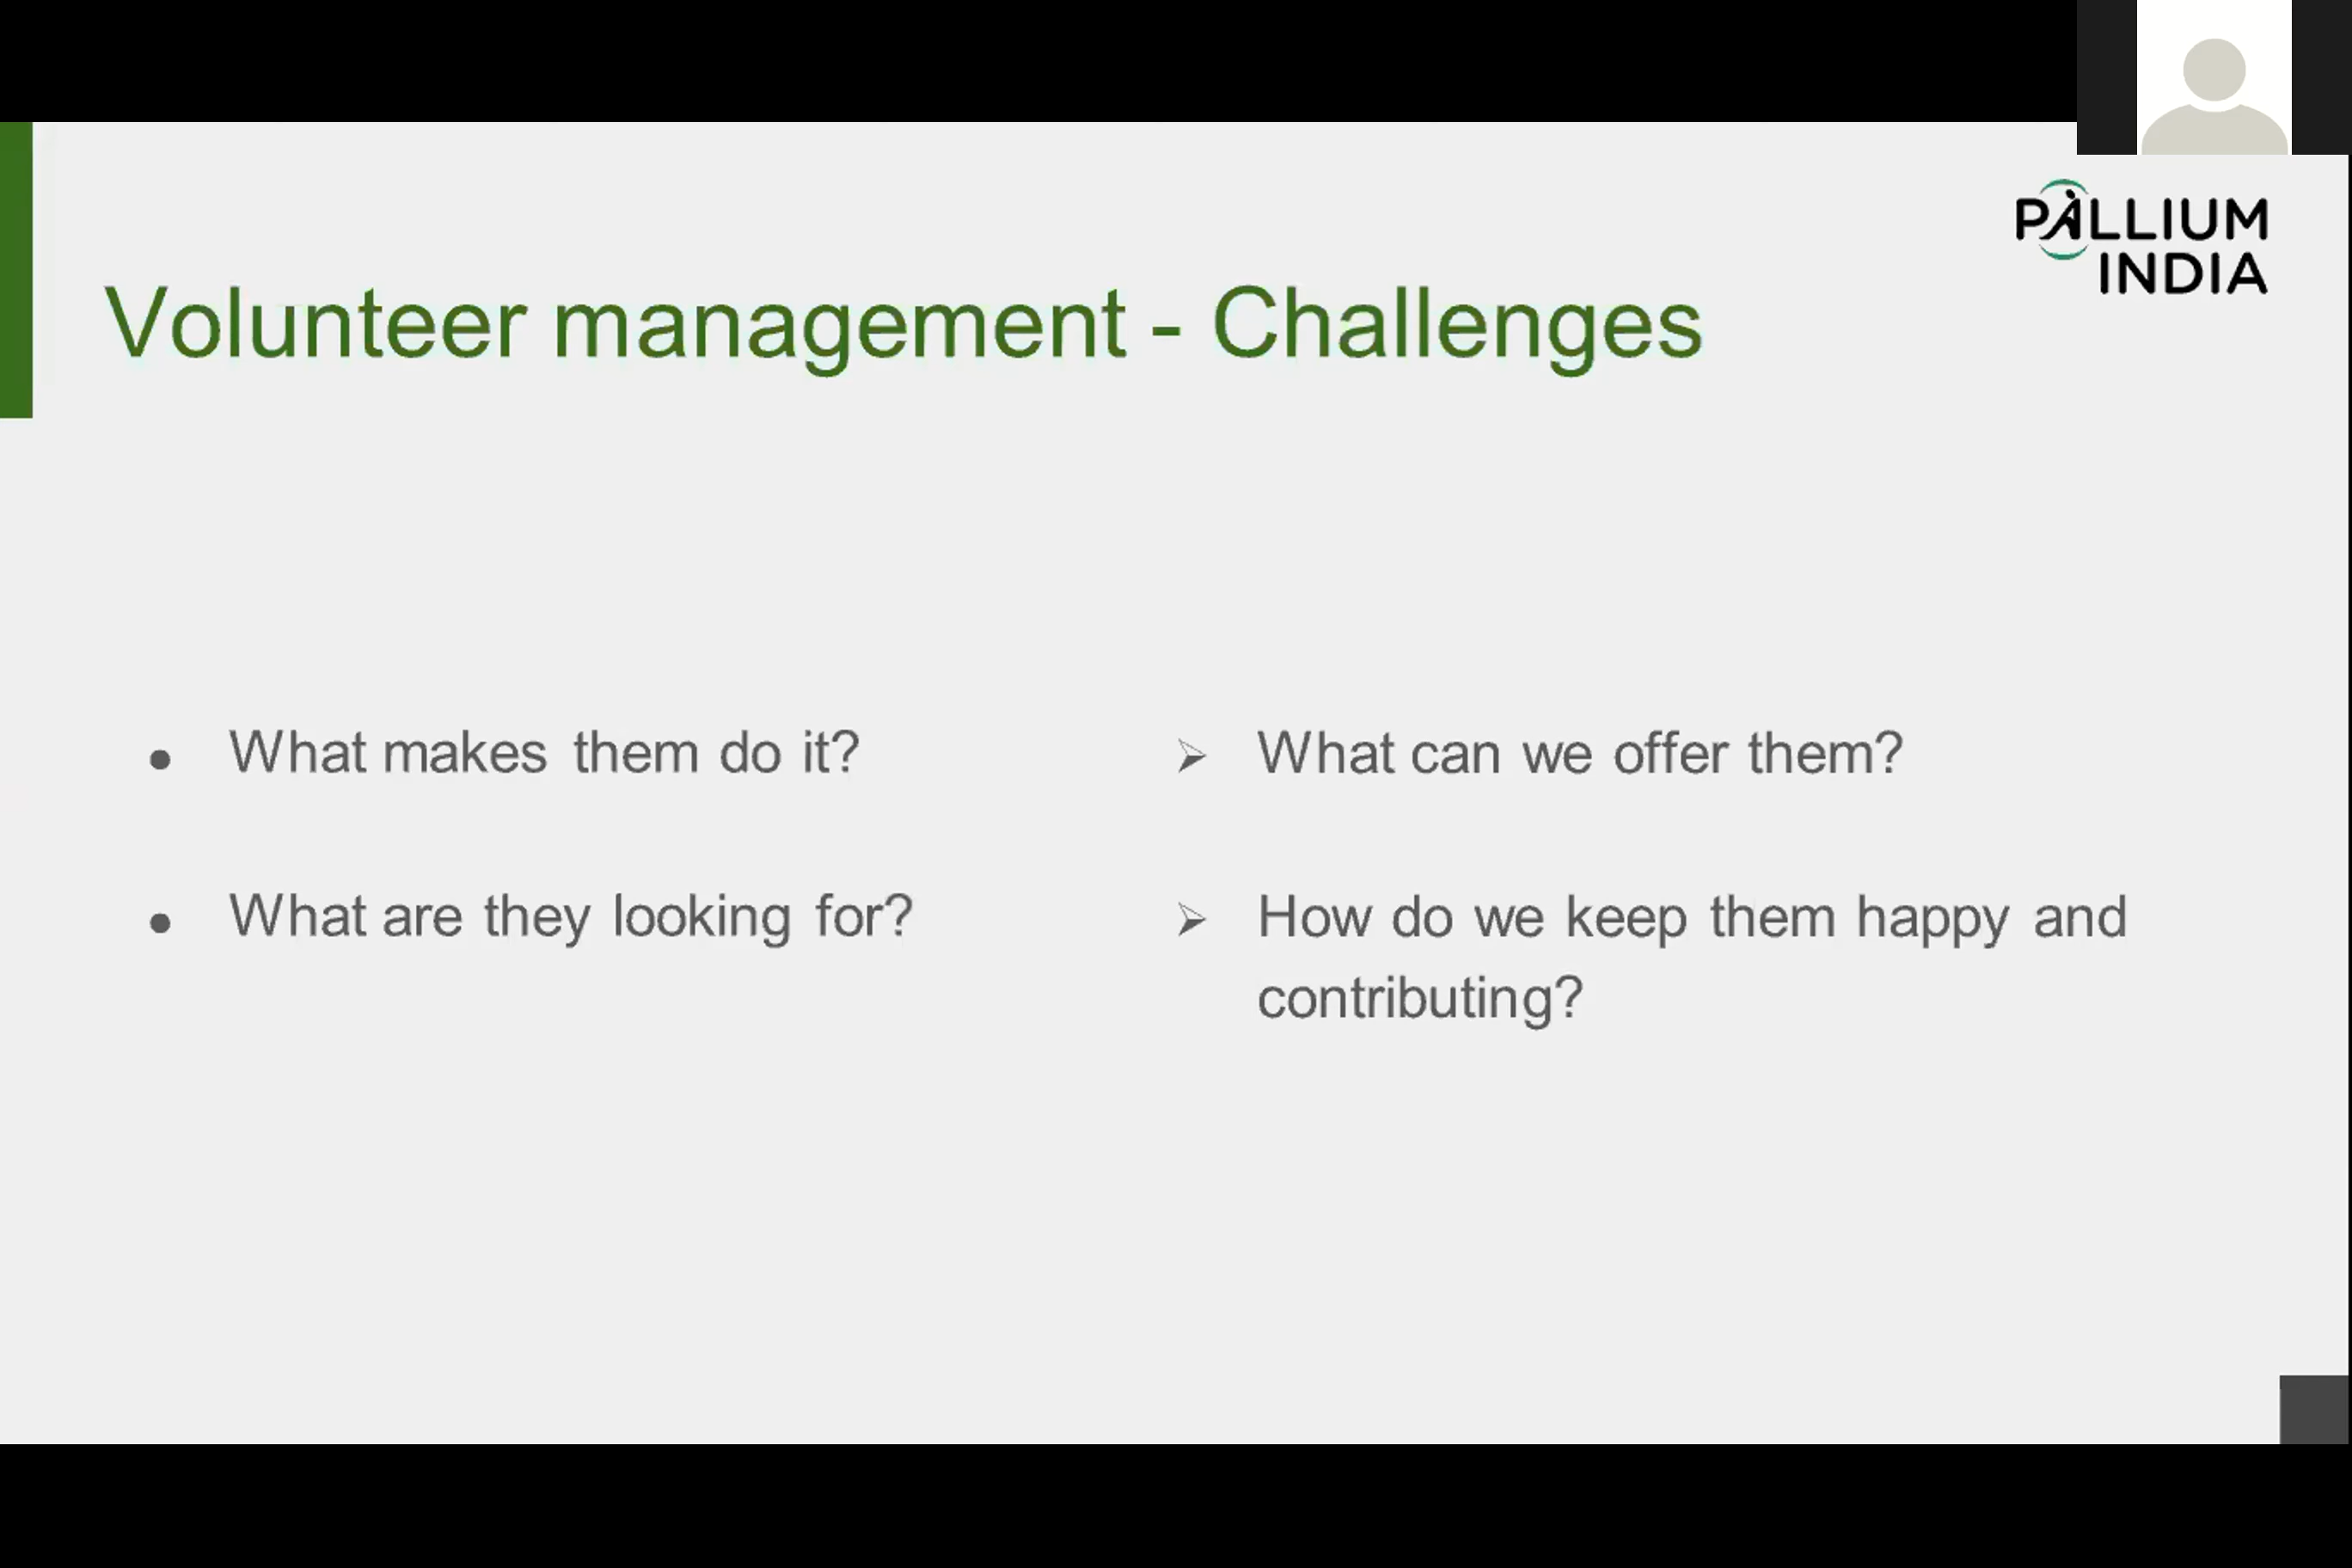 PALLIUM
INDIA
Volunteer management - Challenges
What makes them do it?
What are they looking for?
What can we offer them?
How do we keep them happy and
contributing?